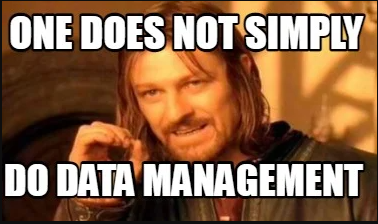 ONE DOES NOT SIMPLY
DO DATA MANAGEMENT